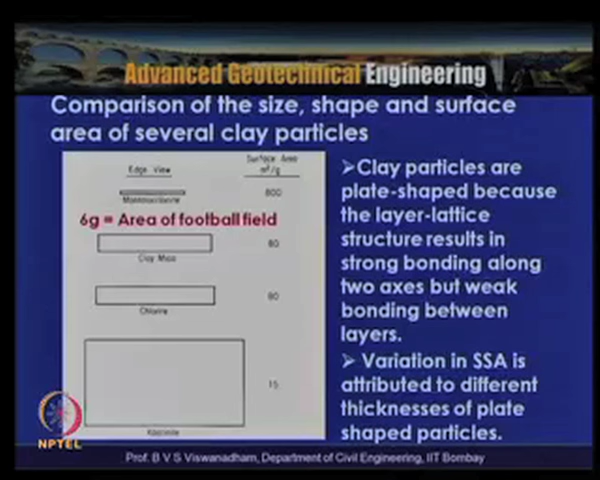 Advanced Geotechnical Engineering
Comparison of the size, shape and surface
area of several clay particles
Edge View
Surface Area
m²/g
800
Montmorillonite
6g = Area of football field
80
Clay Mica
80
Chlorite
15
Kaolinite
➢Clay particles are
plate-shaped because
the layer-lattice
structure results in
strong bonding along
two axes but weak
bonding between
layers.
➢ Variation in SSA is
attributed to different
thicknesses of plate
shaped particles.
NPTEL
Prof. B V S Viswanadham, Department of Civil Engineering, IIT Bombay